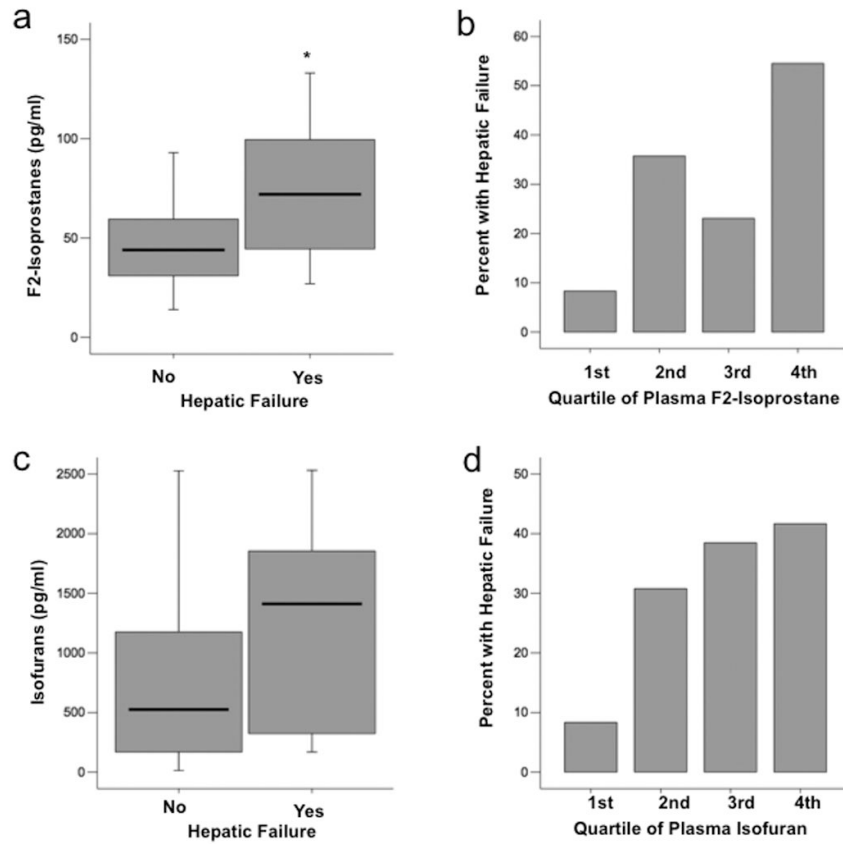 a
F2-Isoprostanes (pg/ml)
150
*
100
50
0
No Yes
Hepatic Failure
b
Percent with Hepatic Failure
60
50
40
30
20
10
0
1st 2nd 3rd 4th
Quartile of Plasma F2-Isoprostane
c
Isofurans (pg/ml)
2500
2000
1500
1000
500
0
No Yes
Hepatic Failure
d
Percent with Hepatic Failure
50
40
30
20
10
0
1st 2nd 3rd 4th
Quartile of Plasma Isofuran